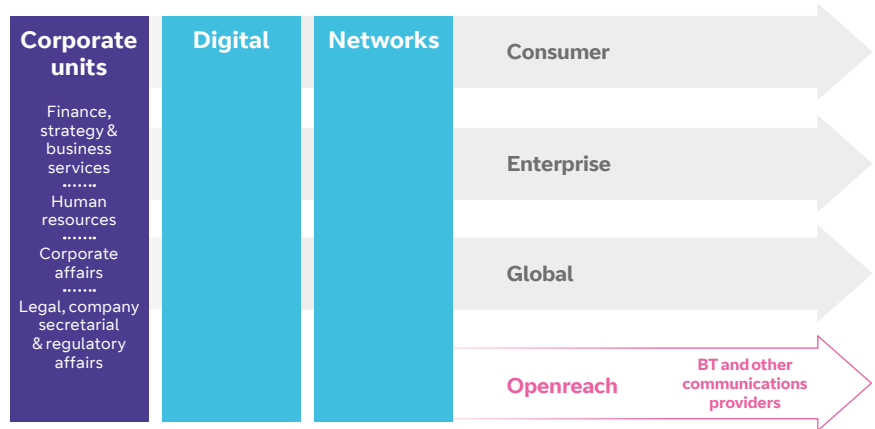 Corporate
units
Finance,
strategy &
business
services
Human
resources
Corporate
affairs
Legal, company
secretarial
& regulatory
affairs
Digital
Networks
Consumer
Enterprise
Global
Openreach
BT and other
communications
providers